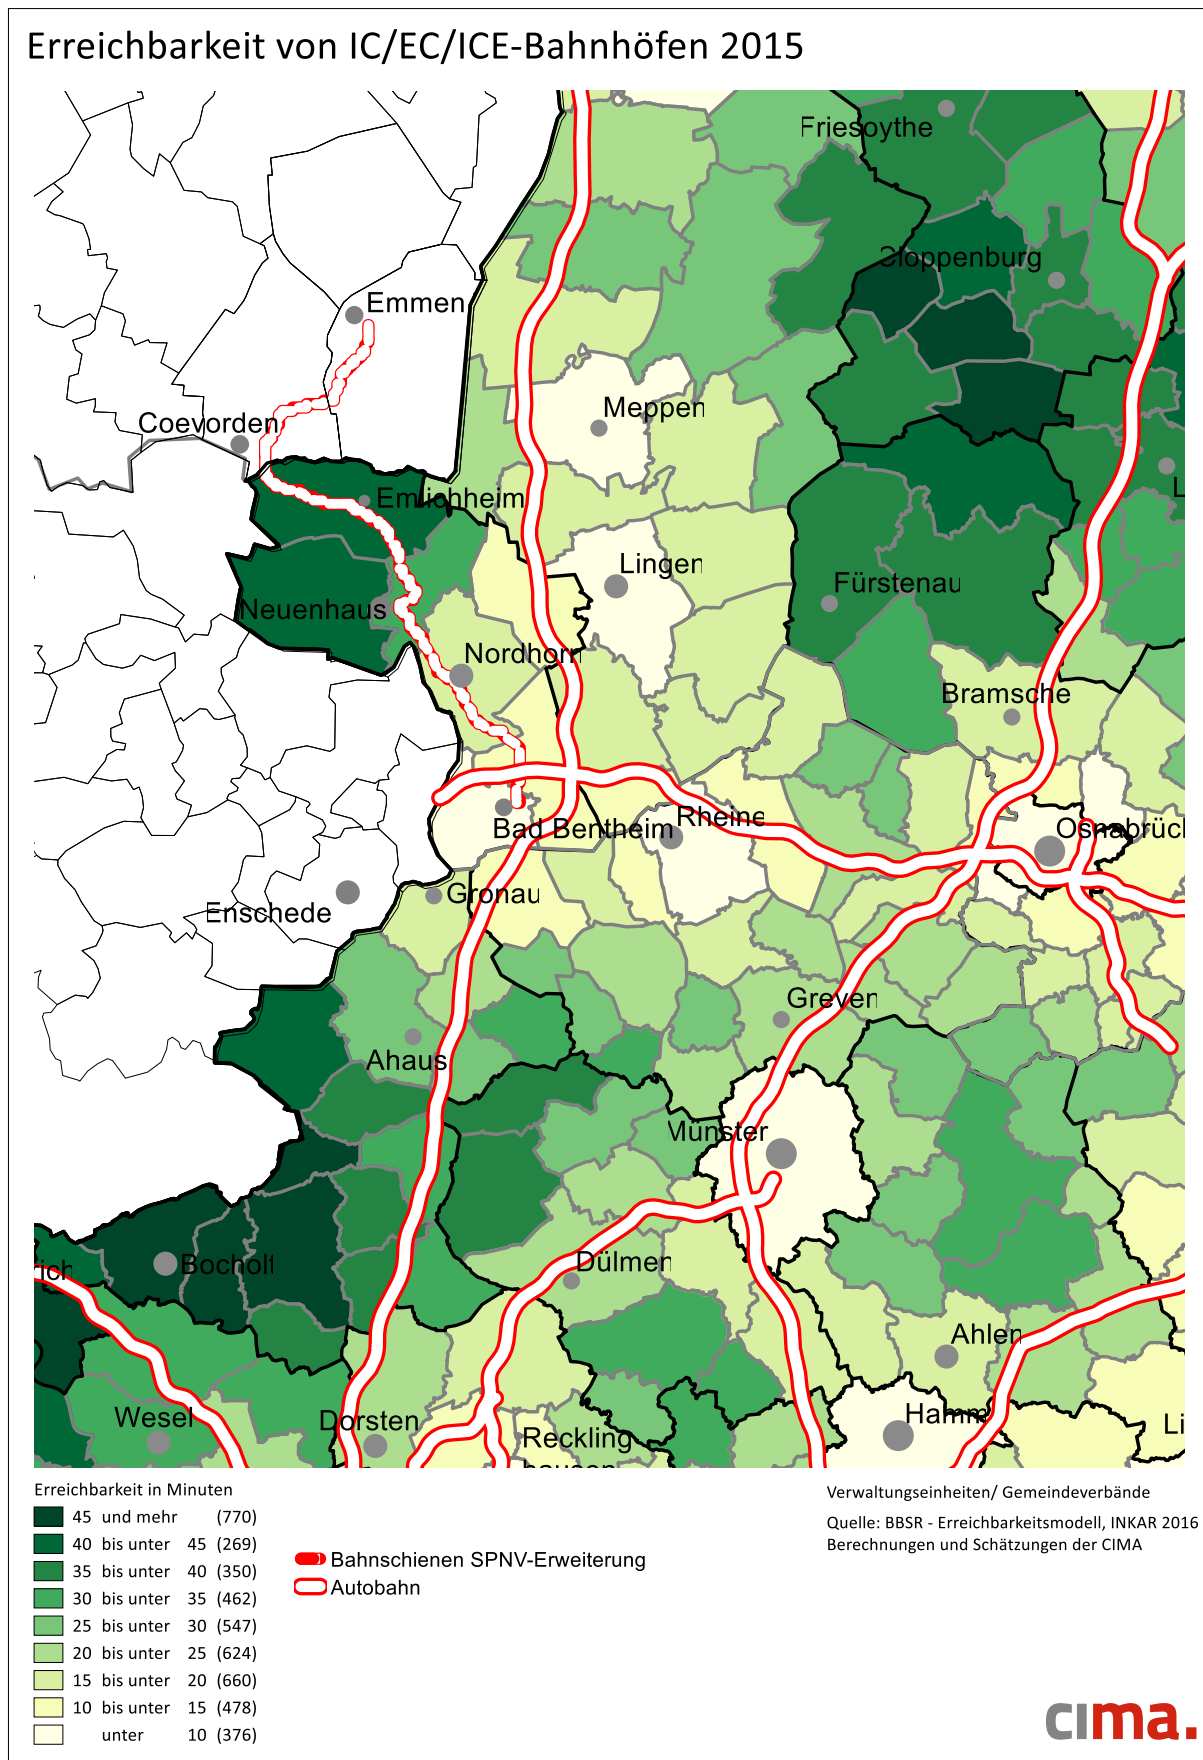 Erreichbarkeit von IC/EC/ICE-Bahnhöfen 2015
Friesoythe
Cloppenburg
Emmen
Meppen
Coevorden
Emlichheim
L
Lingen
Fürstenau
Neuenhaus
Nordhorn
Bramsche
Rheine
Bad Bentheim
Osnabrück
Gronau
Enschede
Greven
Ahaus
Münster
Dülmen
Bocholt
rich
Ahlen
Wesel
Dorsten
Hamm
Li
Reckling
hausen
Erreichbarkeit in Minuten
45 und mehr (770)
40 bis unter 45 (269)
35 bis unter 40 (350)
30 bis unter 35 (462)
25 bis unter 30 (547)
20 bis unter 25 (624)
15 bis unter 20 (660)
10 bis unter 15 (478)
unter 10 (376)
Bahnschienen SPNV-Erweiterung
Autobahn
Verwaltungseinheiten/ Gemeindeverbände
Quelle: BBSR - Erreichbarkeitsmodell, INKAR 2016
Berechnungen und Schätzungen der CIMA
cima.